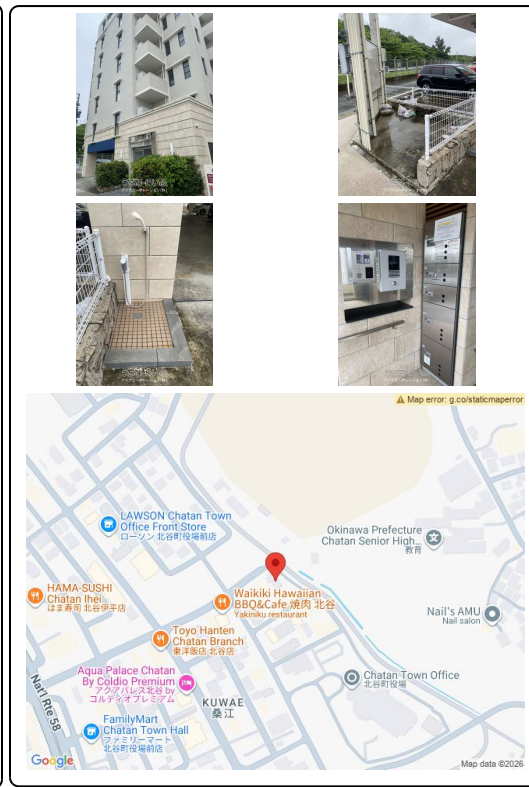 Map error: g.co/staticmaperror
LAWSON Chatan Town
Office Front Store
ローソン 北谷町役場前店
Okinawa Prefecture
Chatan Senior High...
教育
HAMA-SUSHI
Chatan Ihei
はま寿司 北谷伊平店
Waikiki Hawaiian
BBQ&Cafe 焼肉 北谷
Yakiniku restaurant
Nail's AMU
Nail salon
Toyo Hanten
Chatan Branch
東洋飯店 北谷店
Aqua Palace Chatan
By Coldio Premium
アクアパレス北谷 by
コルディオプレミアム
Chatan Town Office
北谷町役場
KUWAE
桑江
Nat'l Rte 58
FamilyMart
Chatan Town Hall
ファミリーマート
北谷町役場前店
Google
Map data ©2026